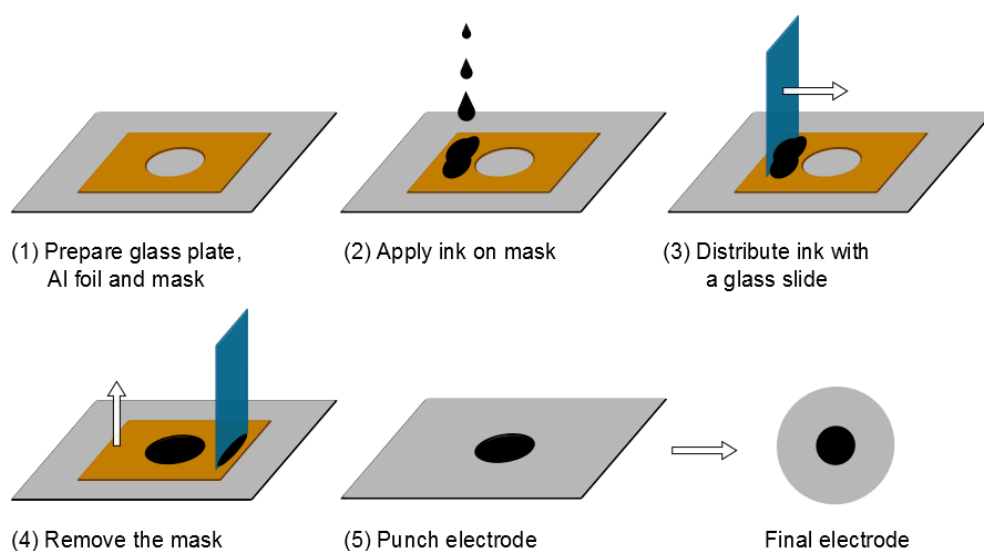 (1) Prepare glass plate,
Al foil and mask
(2) Apply ink on mask
(3) Distribute ink with
a glass slide
(4) Remove the mask
(5) Punch electrode
Final electrode